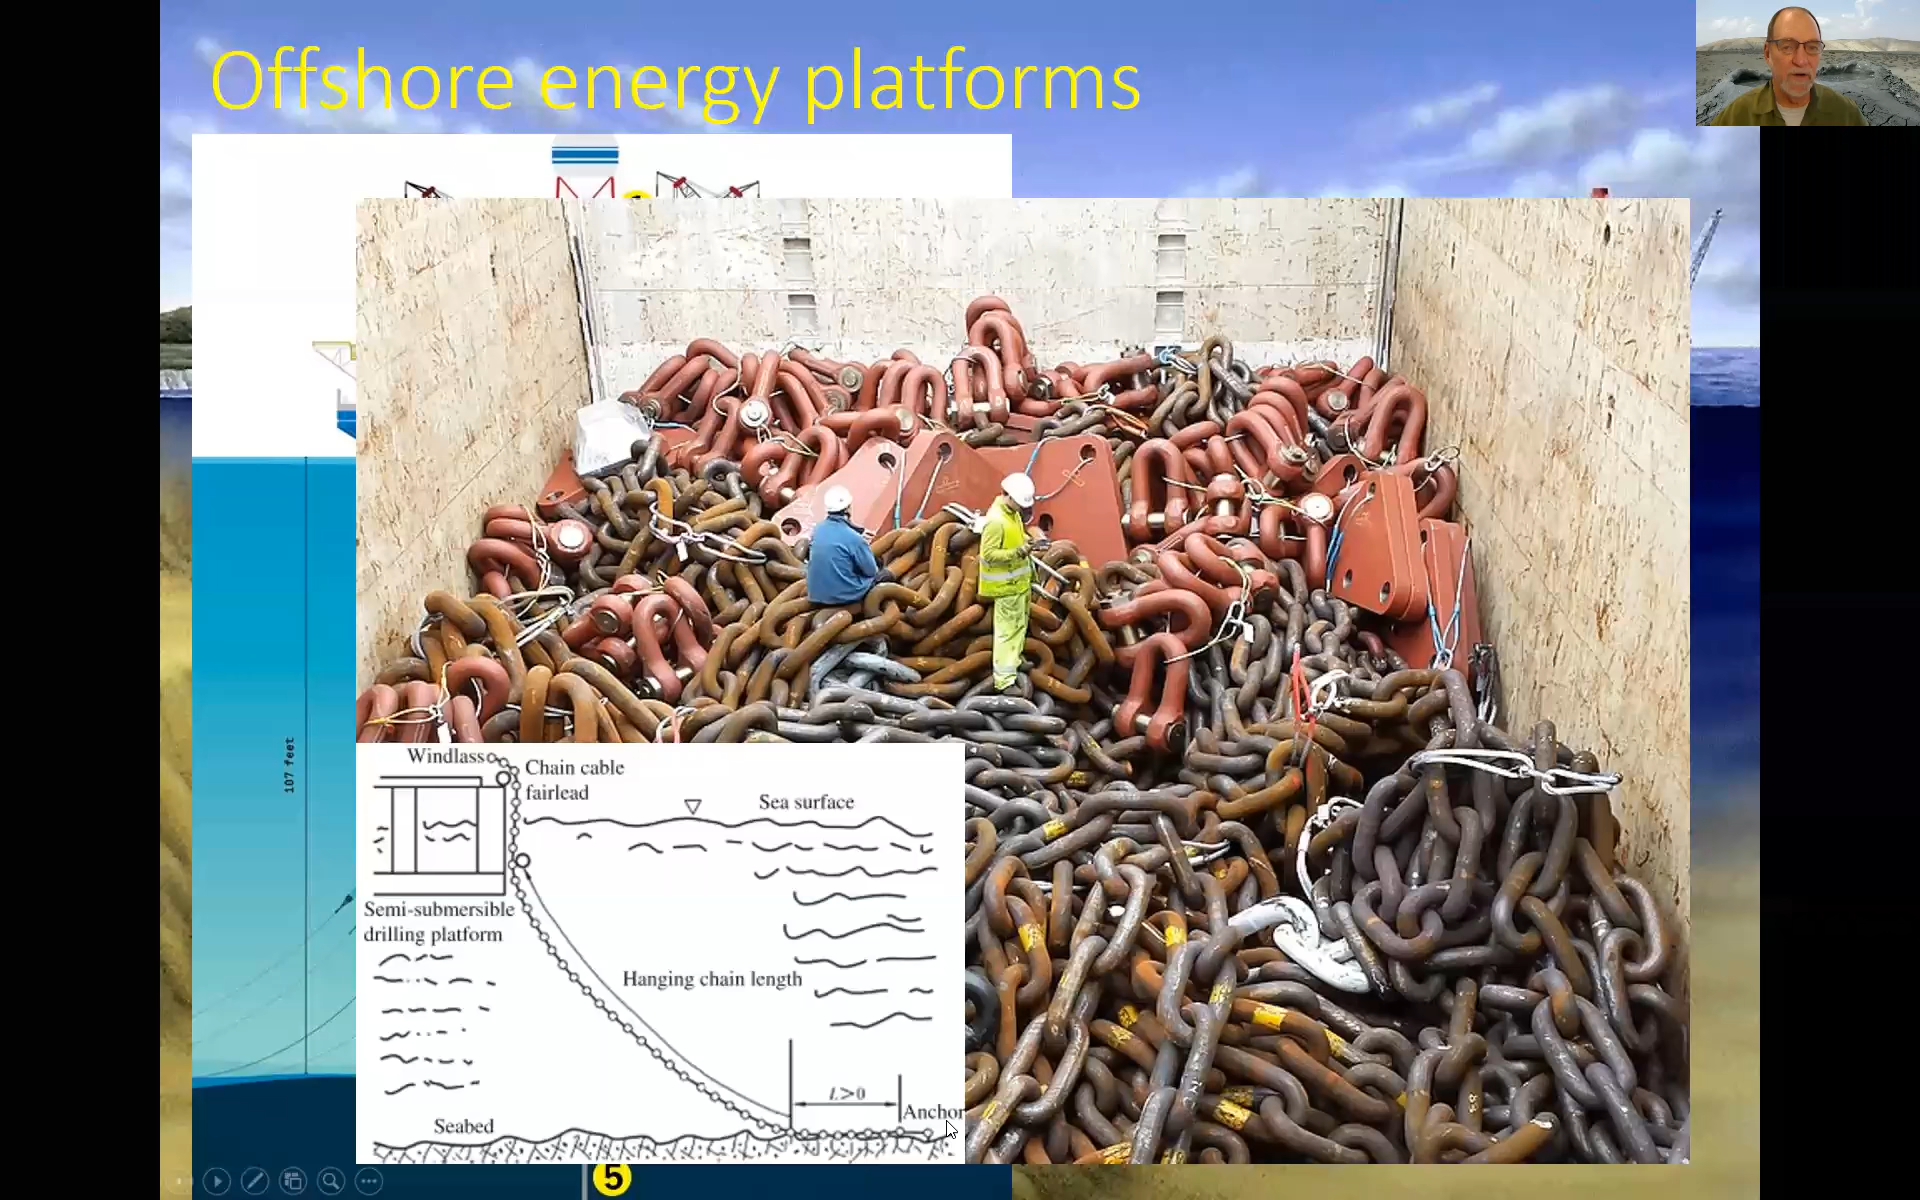 Offshore energy platforms
107 feet
Windlass
Chain cable
fairlead
Sea surface
Semi-submersible
drilling platform
Hanging chain length
L>0
Anchor
Seabed
5